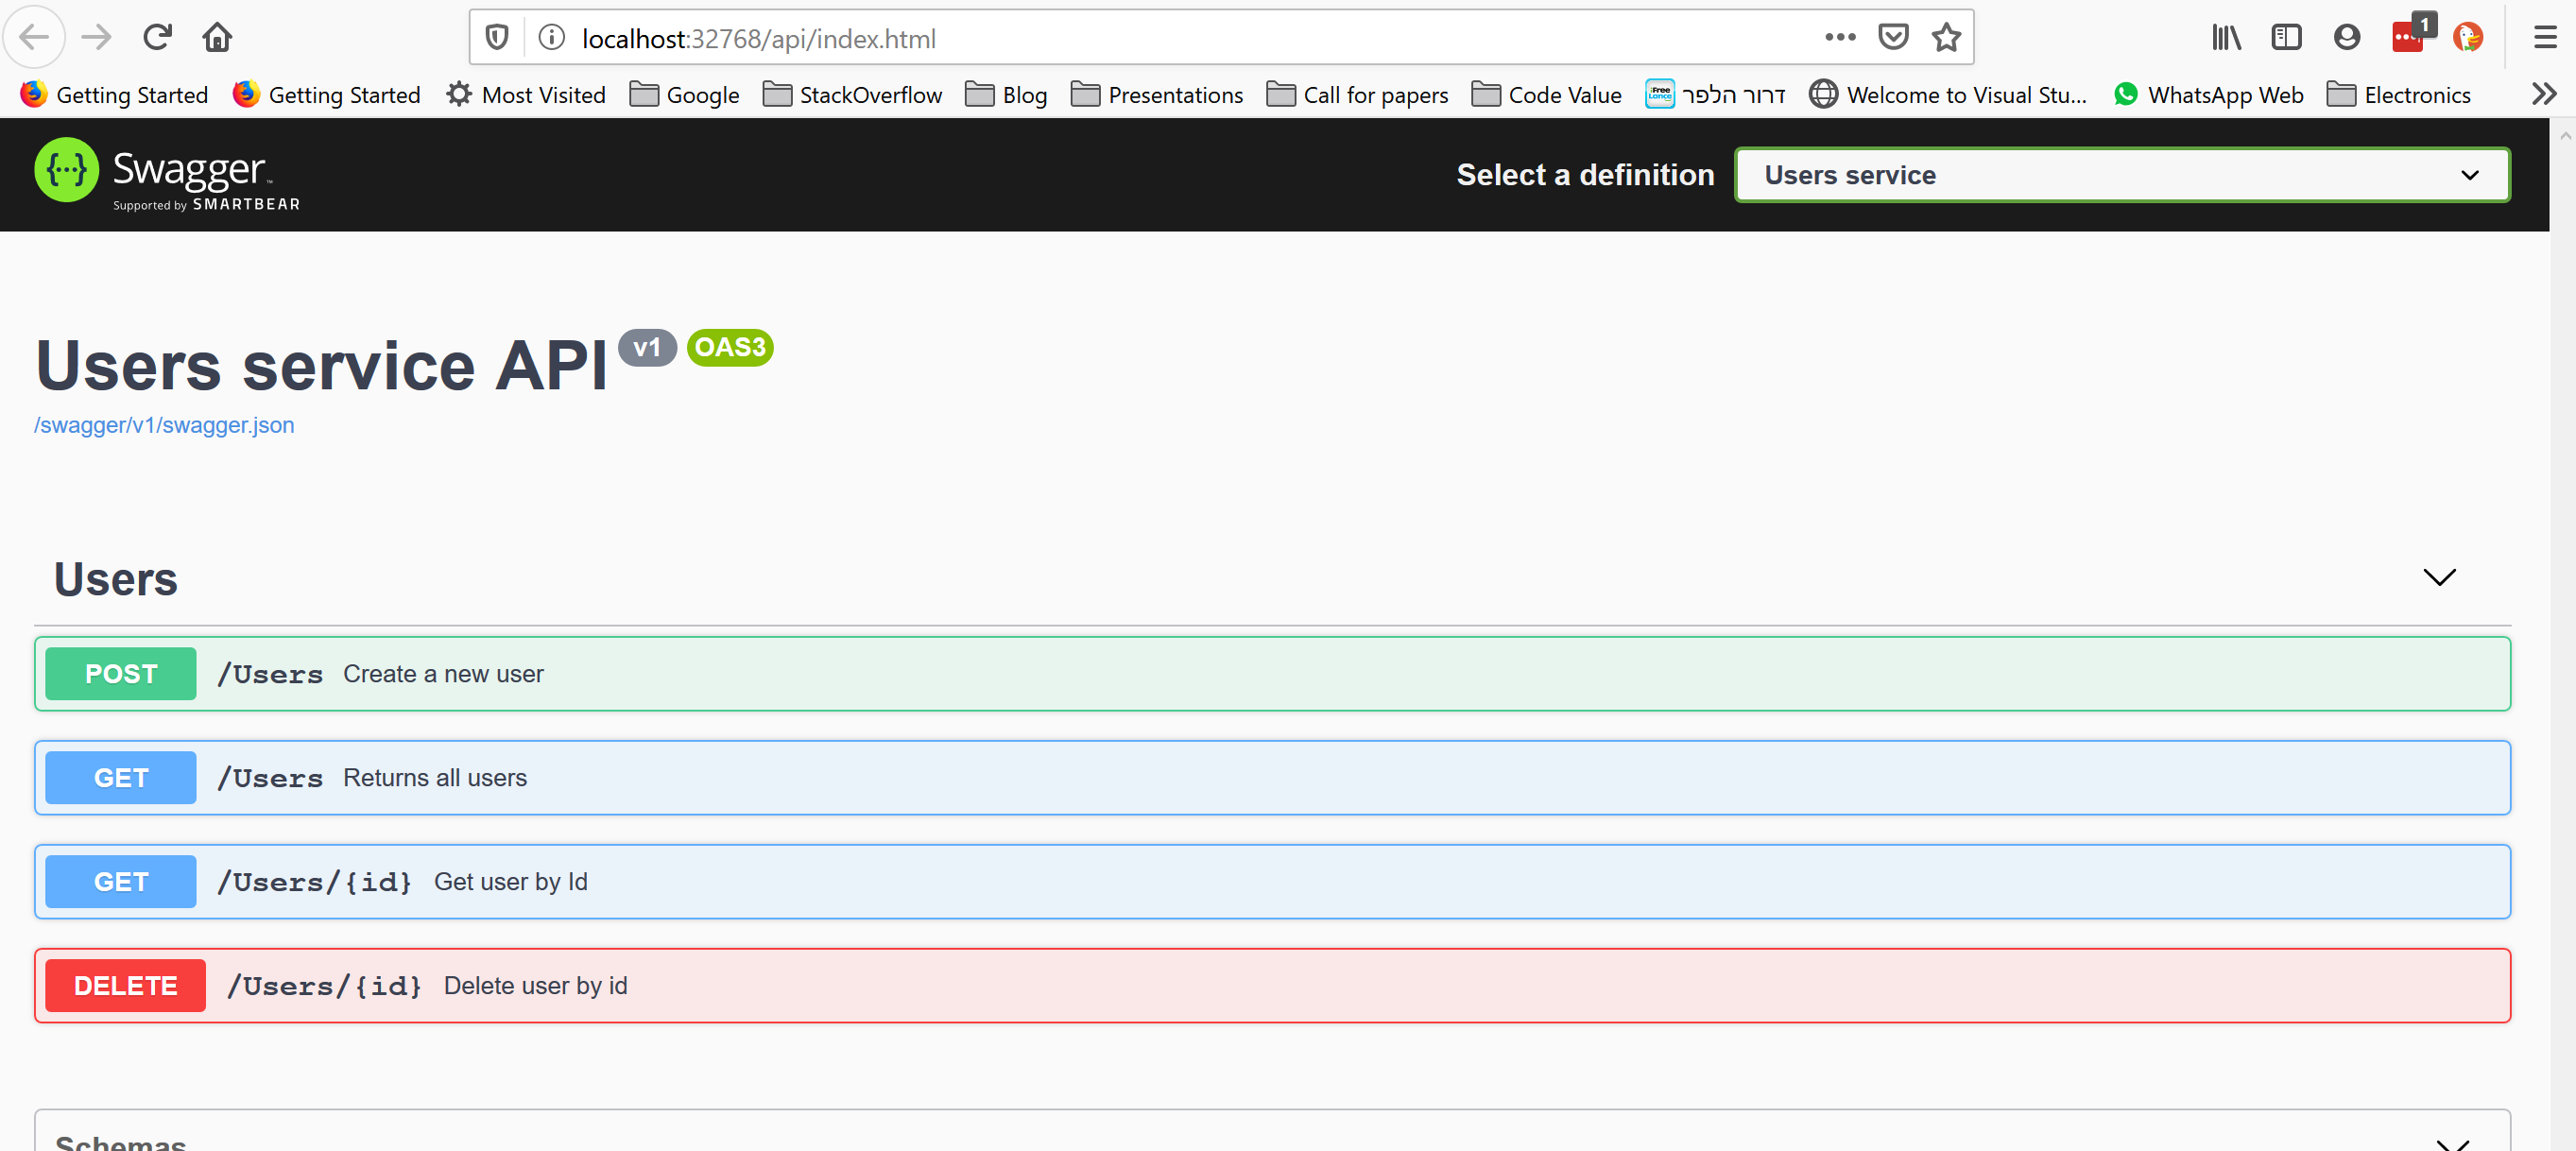 localhost:32768/api/index.html
1
Getting Started Getting Started Most Visited Google StackOverflow Blog Presentations Call for papers Code Value דרור הלפר Welcome to Visual Stu... WhatsApp Web Electronics
Swagger™
Supported by SMARTBEAR
Select a definition
Users service
Users service API v1 OAS3
/swagger/v1/swagger.json
Users
POST /Users Create a new user
GET /Users Returns all users
GET /Users/{id} Get user by Id
DELETE /Users/{id} Delete user by id
Schemas